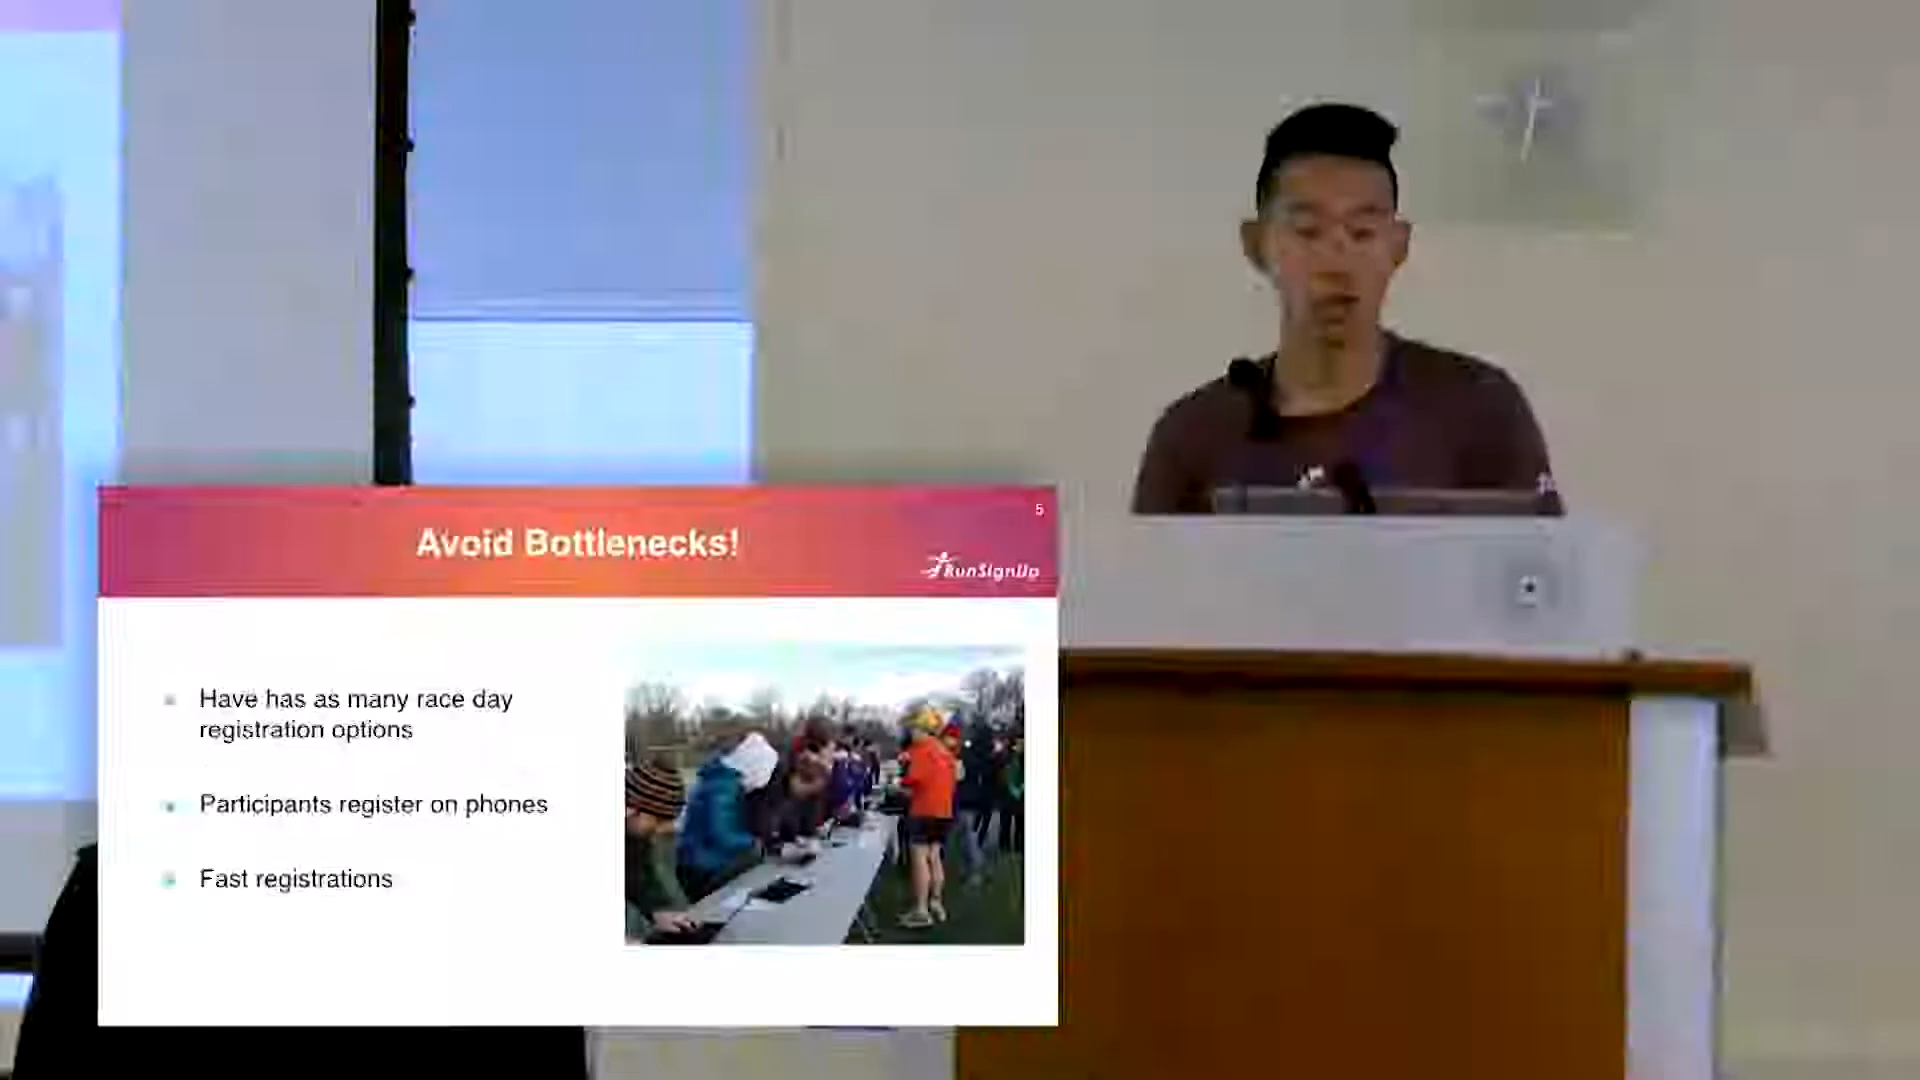 5
Avoid Bottlenecks!
RunSignUp
Have has as many race day
registration options
Participants register on phones
Fast registrations